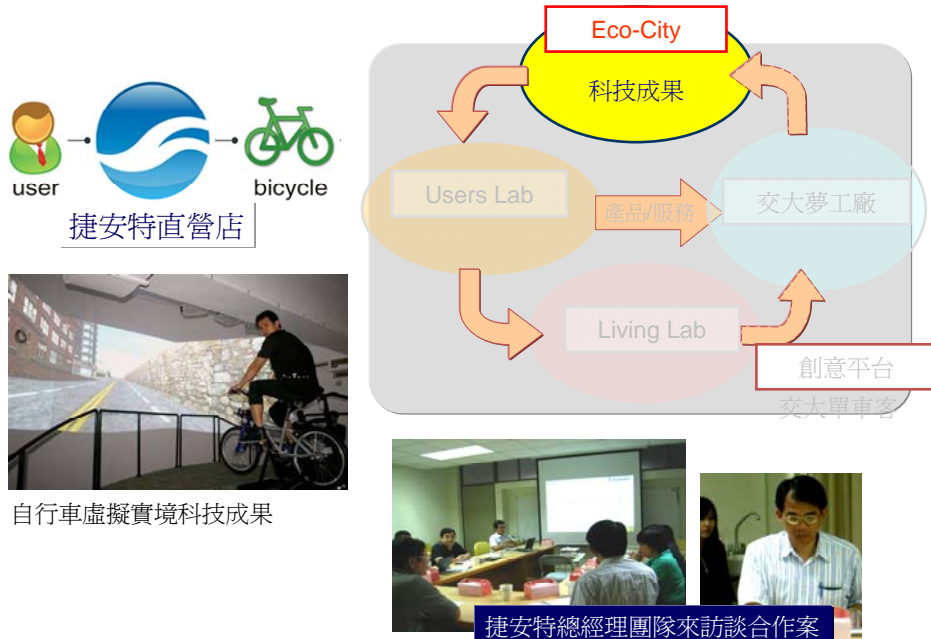 Eco-City
科技成果
user
bicycle
捷安特直營店
Users Lab
產品/服務
交大夢工廠
Living Lab
創意平台
交大單車客
自行車虛擬實境科技成果
捷安特總經理團隊來訪談合作案